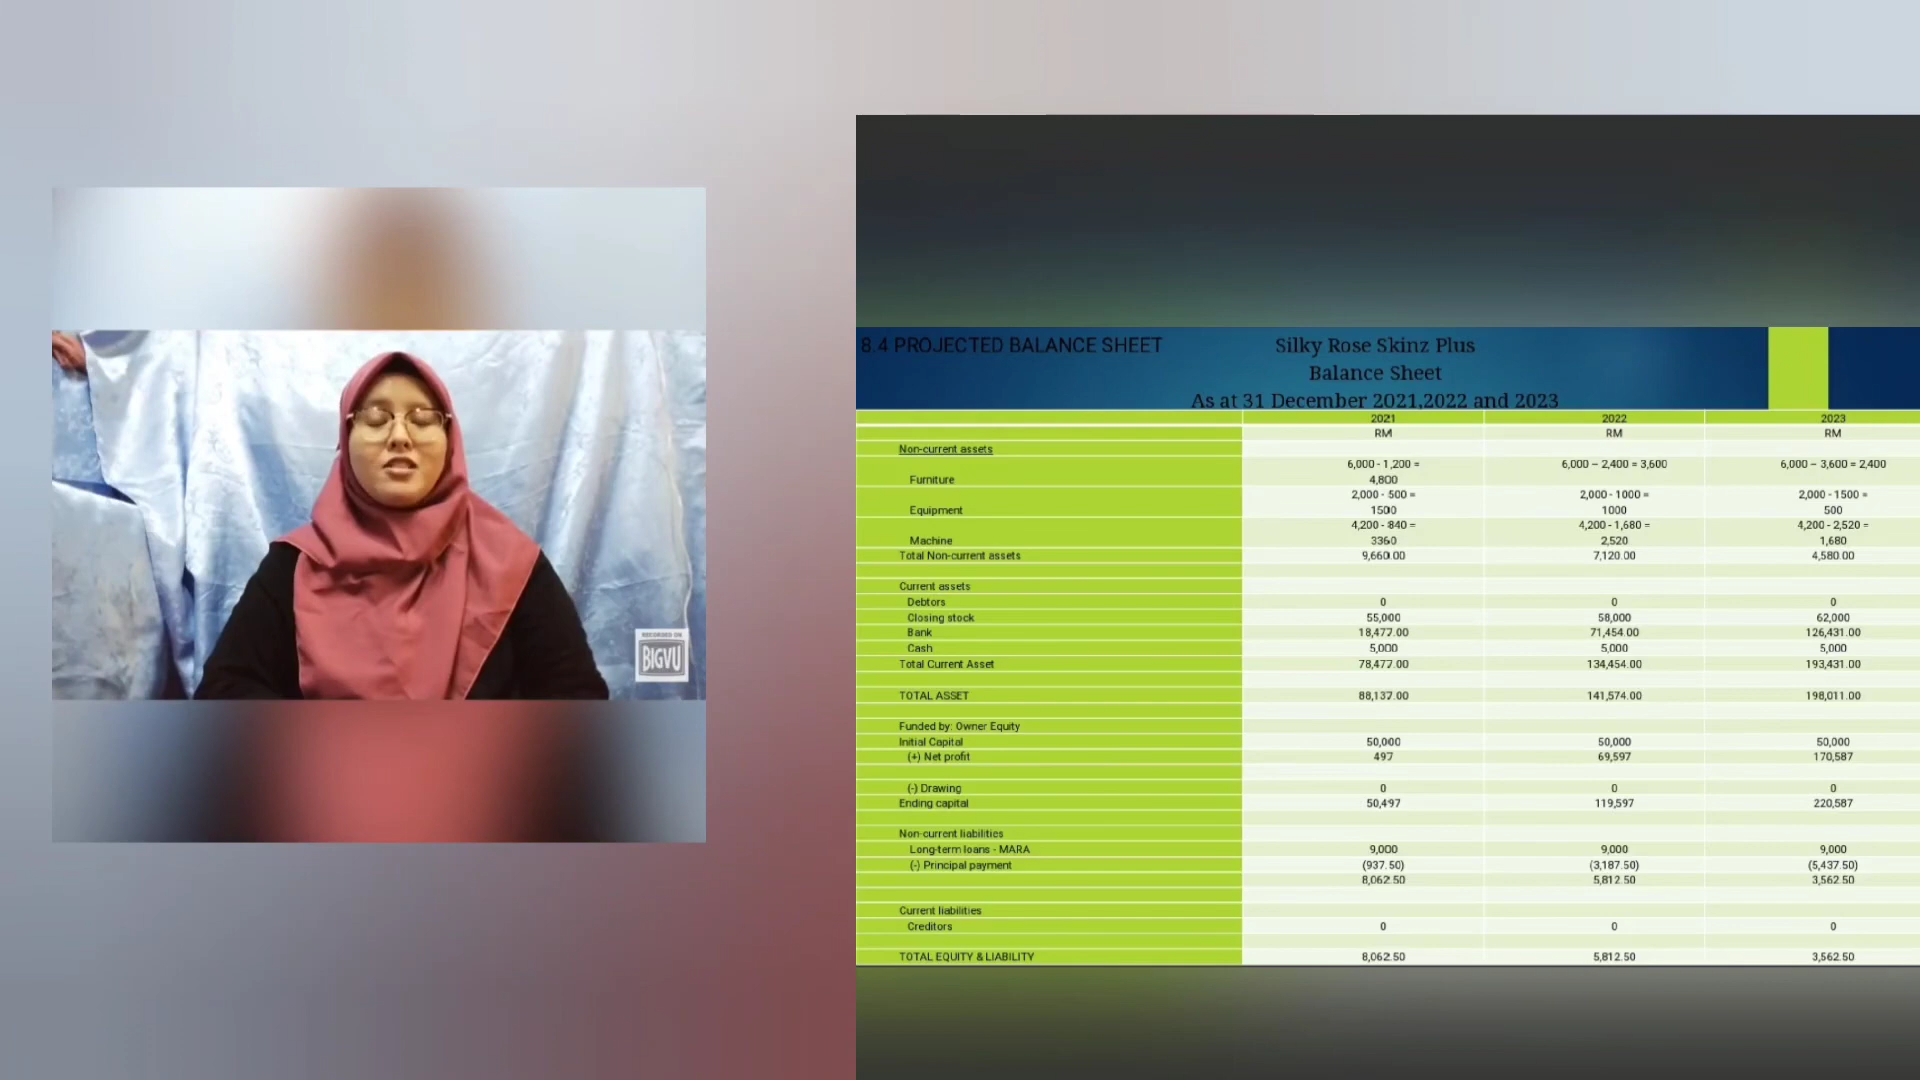 RECORDED ON
BIGVU
8.4 PROJECTED BALANCE SHEET
Silky Rose Skinz Plus
Balance Sheet
As at 31 December 2021,2022 and 2023
2021 2022 2023
RM RM RM
Non-current assets
6,000 - 1,200 = 6,000 – 2,400 = 3,600 6,000 – 3,600 = 2,400
Furniture 4,800
2,000 - 500 = 2,000 - 1000 = 2,000 - 1500 =
Equipment 1500 1000 500
4,200 - 840 = 4,200 - 1,680 = 4,200 - 2,520 =
Machine 3360 2,520 1,680
Total Non-current assets 9,660.00 7,120.00 4,580.00
Current assets
Debtors 0 0 0
Closing stock 55,000 58,000 62,000
Bank 18,477.00 71,454.00 126,431.00
Cash 5,000 5,000 5,000
Total Current Asset 78,477.00 134,454.00 193,431.00
TOTAL ASSET 88,137.00 141,574.00 198,011.00
Funded by: Owner Equity
Initial Capital 50,000 50,000 50,000
(+) Net profit 497 69,597 170,587
(-) Drawing 0 0 0
Ending capital 50,497 119,597 220,587
Non-current liabilities
Long-term loans - MARA 9,000 9,000 9,000
(-) Principal payment (937.50) (3,187.50) (5,437.50)
8,062.50 5,812.50 3,562.50
Current liabilities
Creditors 0 0 0
TOTAL EQUITY & LIABILITY 8,062.50 5,812.50 3,562.50